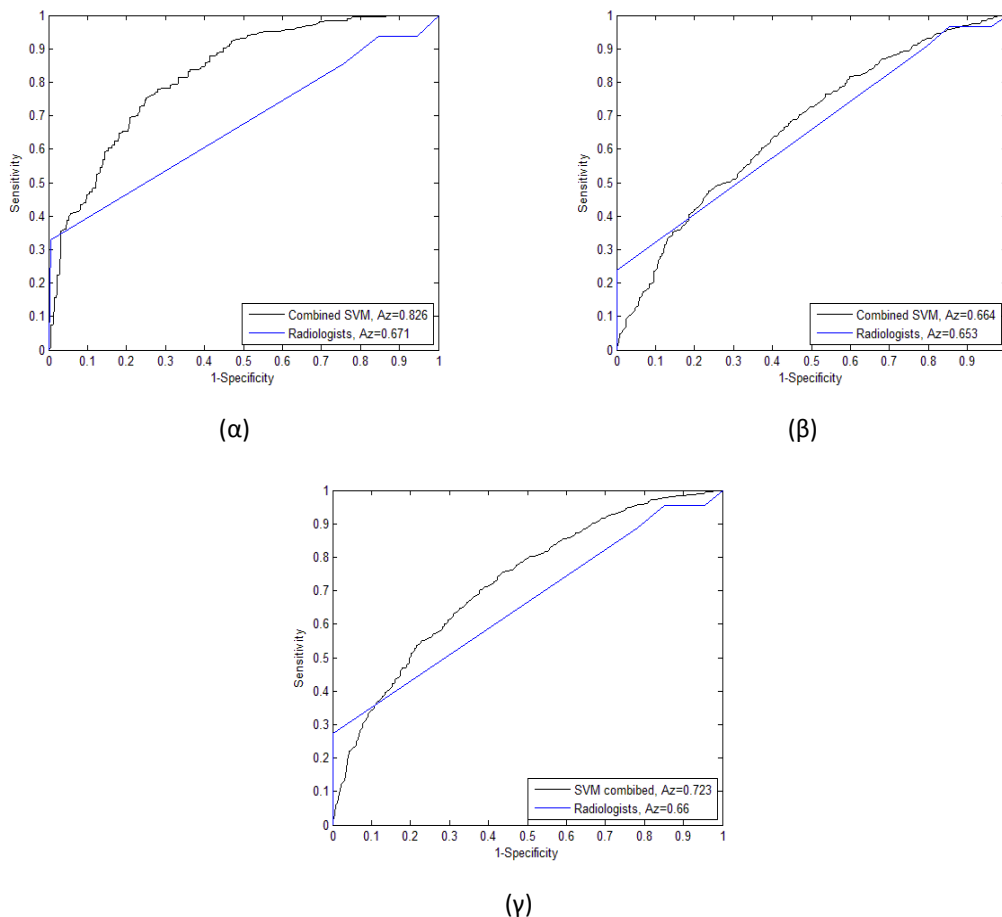 1
0.9
0.8
0.7
0.6
0.5
0.4
0.3
0.2
0.1
0
Sensitivity
Combined SVM, Az=0.826
Radiologists, Az=0.671
0 0.1 0.2 0.3 0.4 0.5 0.6 0.7 0.8 0.9 1
1-Specificity
(α)
1
0.9
0.8
0.7
0.6
0.5
0.4
0.3
0.2
0.1
0
Sensitivity
Combined SVM, Az=0.664
Radiologists, Az=0.653
0 0.1 0.2 0.3 0.4 0.5 0.6 0.7 0.8 0.9
1-Specificity
(β)
1
0.9
0.8
0.7
0.6
0.5
0.4
0.3
0.2
0.1
0
Sensitivity
SVM combibed, Az=0.723
Radiologists, Az=0.66
0 0.1 0.2 0.3 0.4 0.5 0.6 0.7 0.8 0.9 1
1-Specificity
(γ)